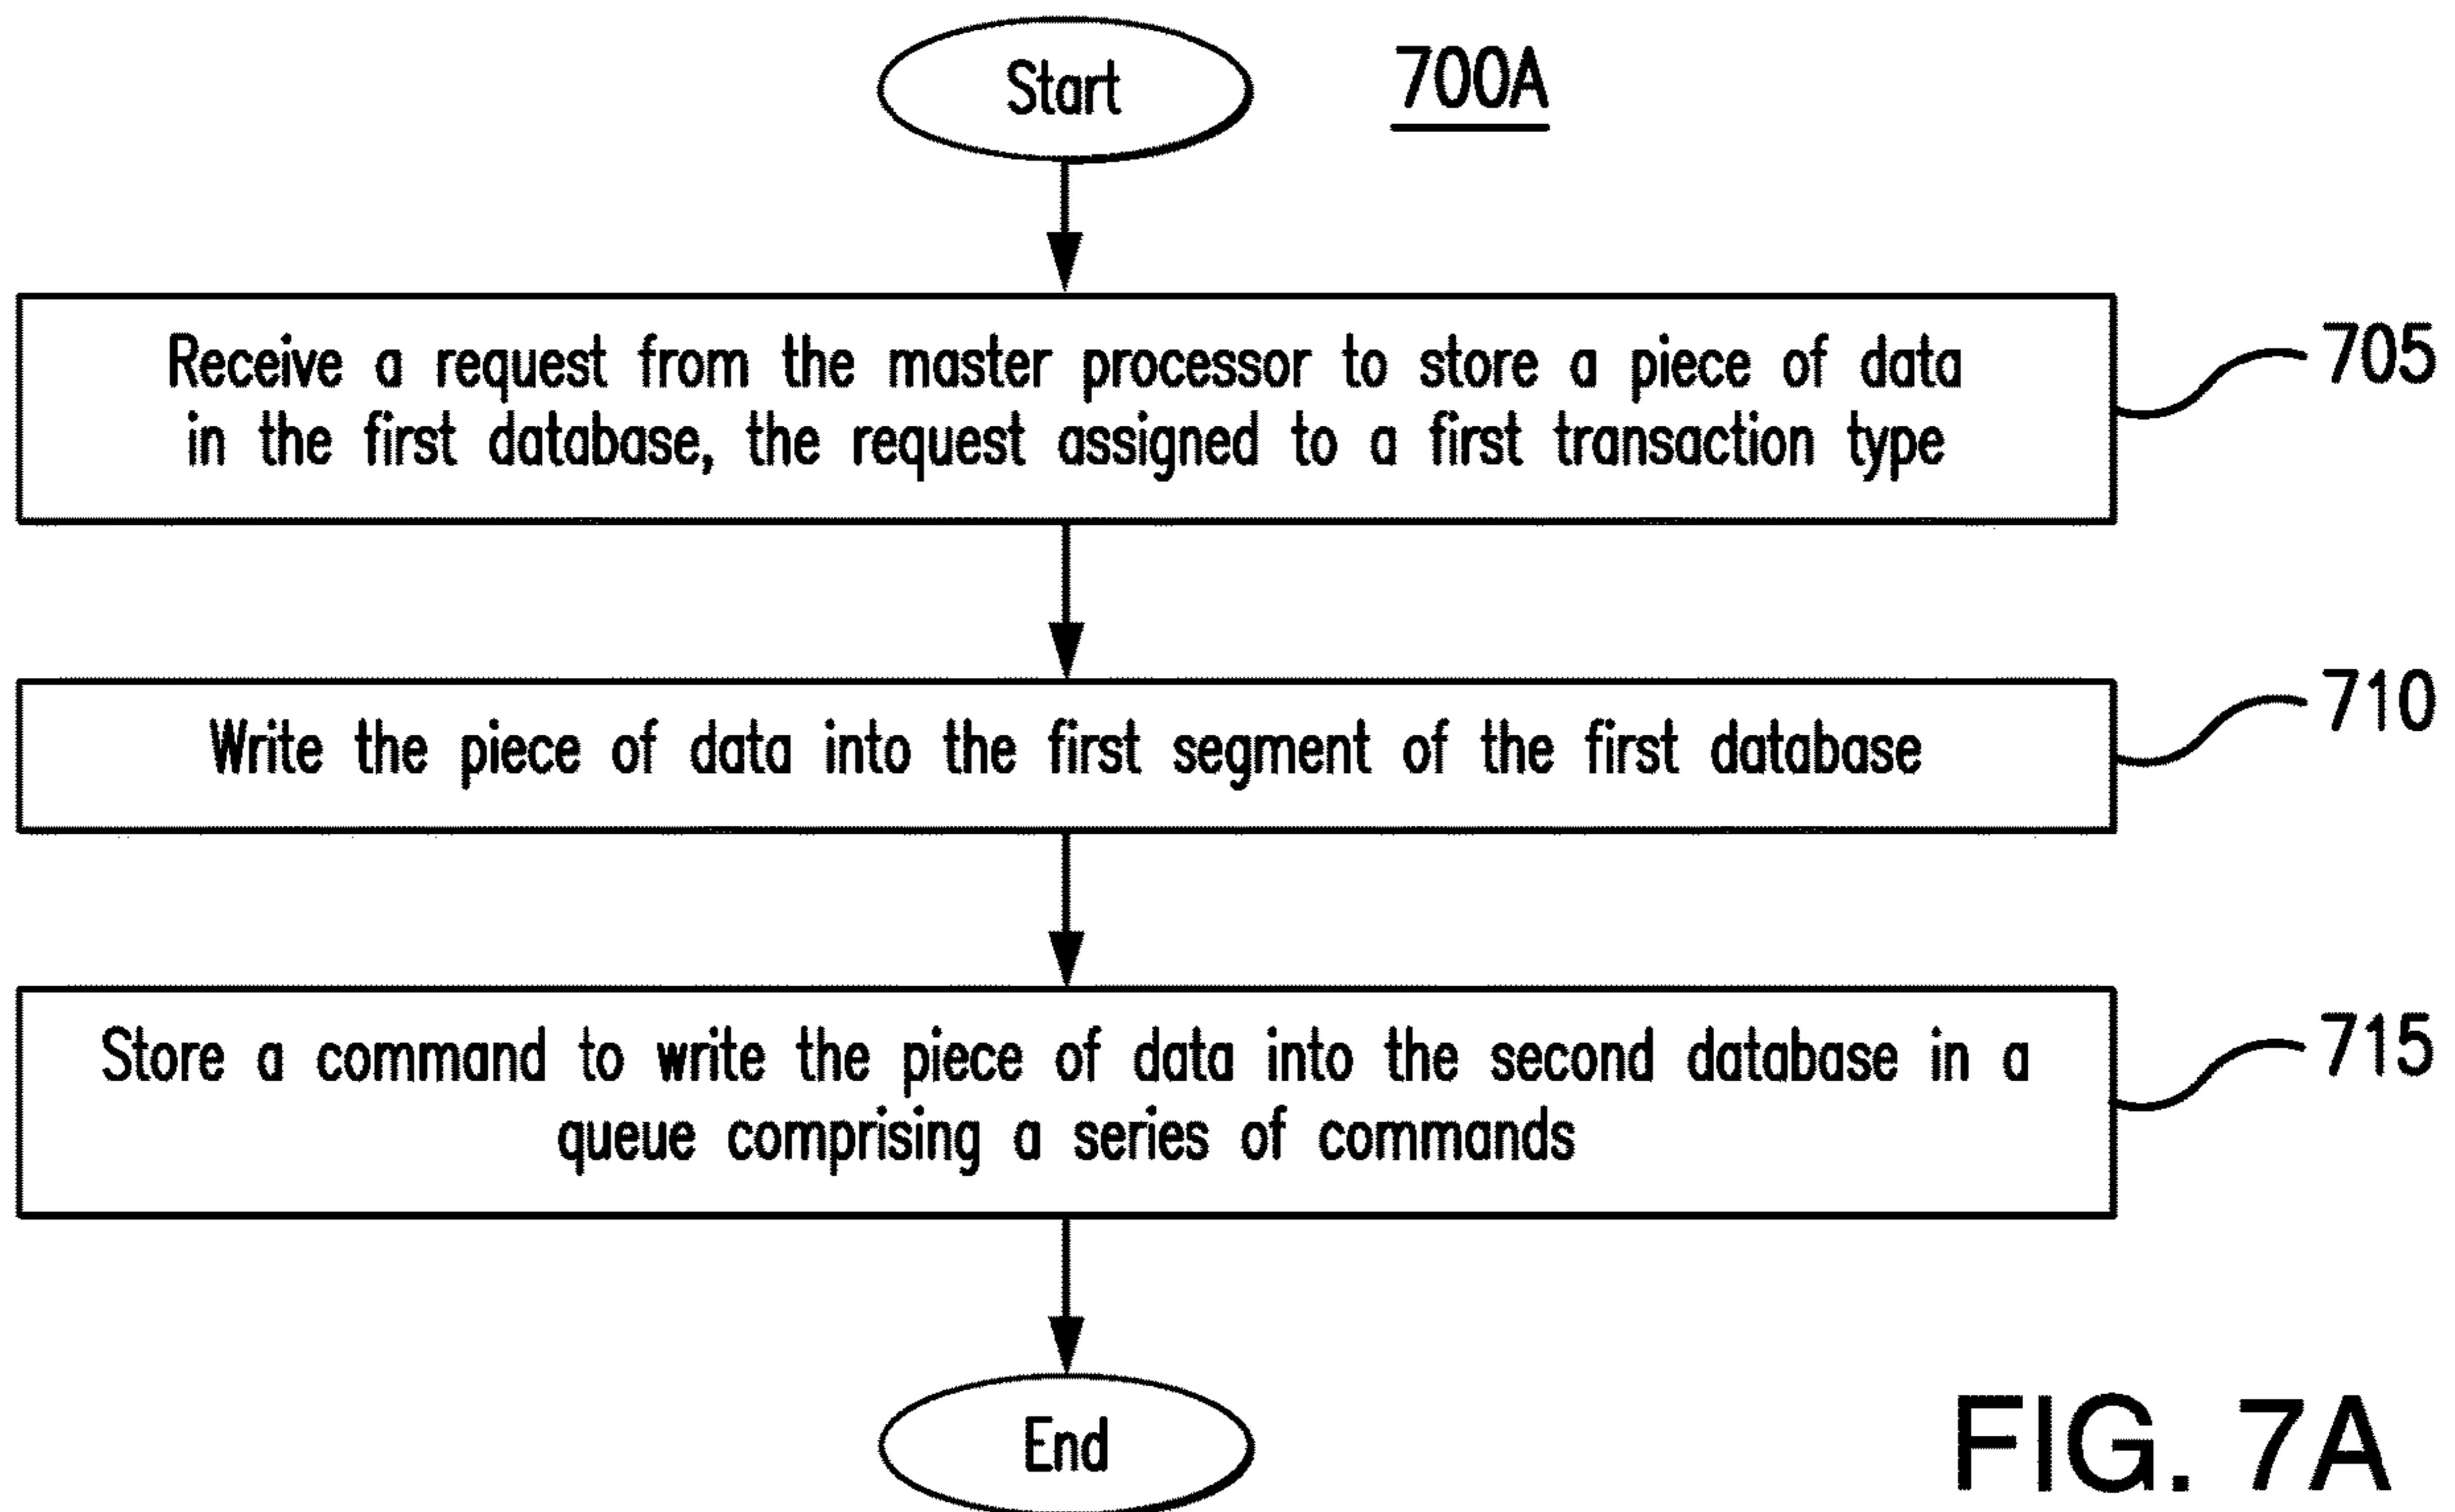 Start
700A
Receive a request from the master processor to store a piece of data
in the first database, the request assigned to a first transaction type
705
Write the piece of data into the first segment of the first database
710
Store a command to write the piece of data into the second database in a
queue comprising a series of commands
715
End
FIG. 7A